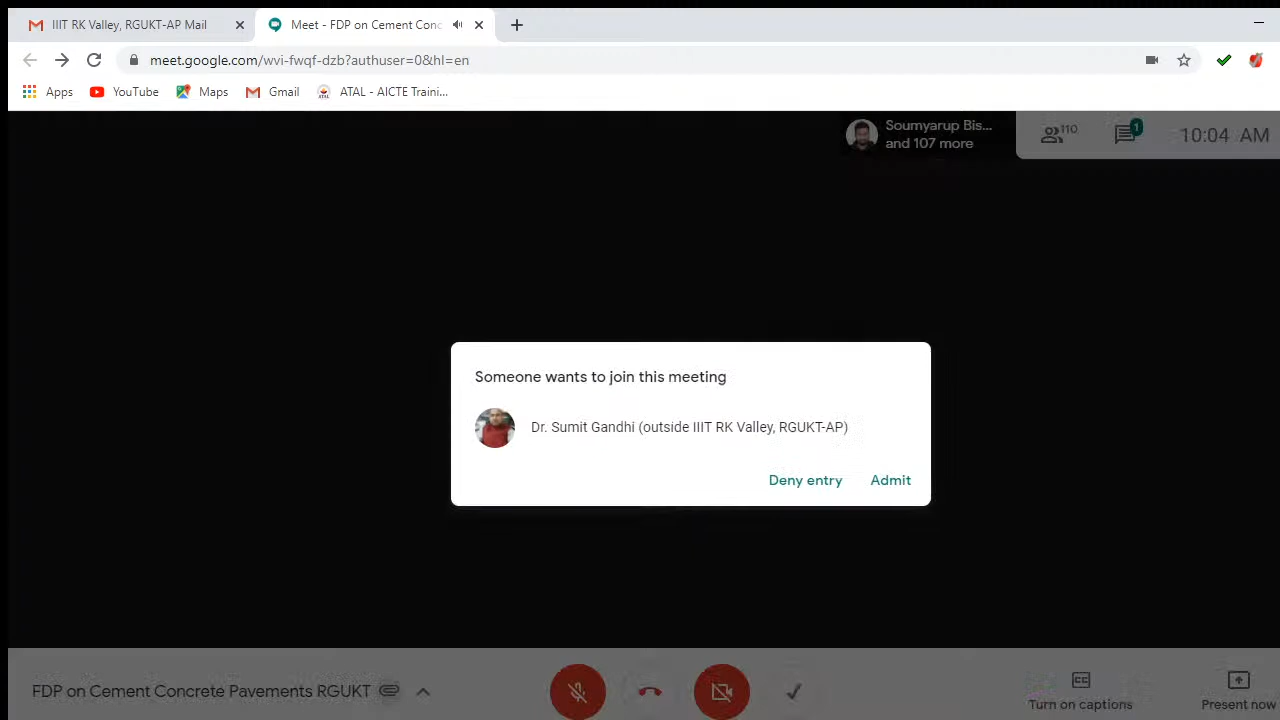 IIIT RK Valley, RGUKT-AP Mail
Meet - FDP on Cement Conc
meet.google.com/wvi-fwqf-dzb?authuser=0&hl=en
Apps
YouTube
Maps
Gmail
ATAL - AICTE Traini...
Soumyarup Bis...
and 107 more
110
1
10:04 AM
Someone wants to join this meeting
Dr. Sumit Gandhi (outside IIIT RK Valley, RGUKT-AP)
Deny entry
Admit
FDP on Cement Concrete Pavements RGUKT
CC
Turn on captions
Present now